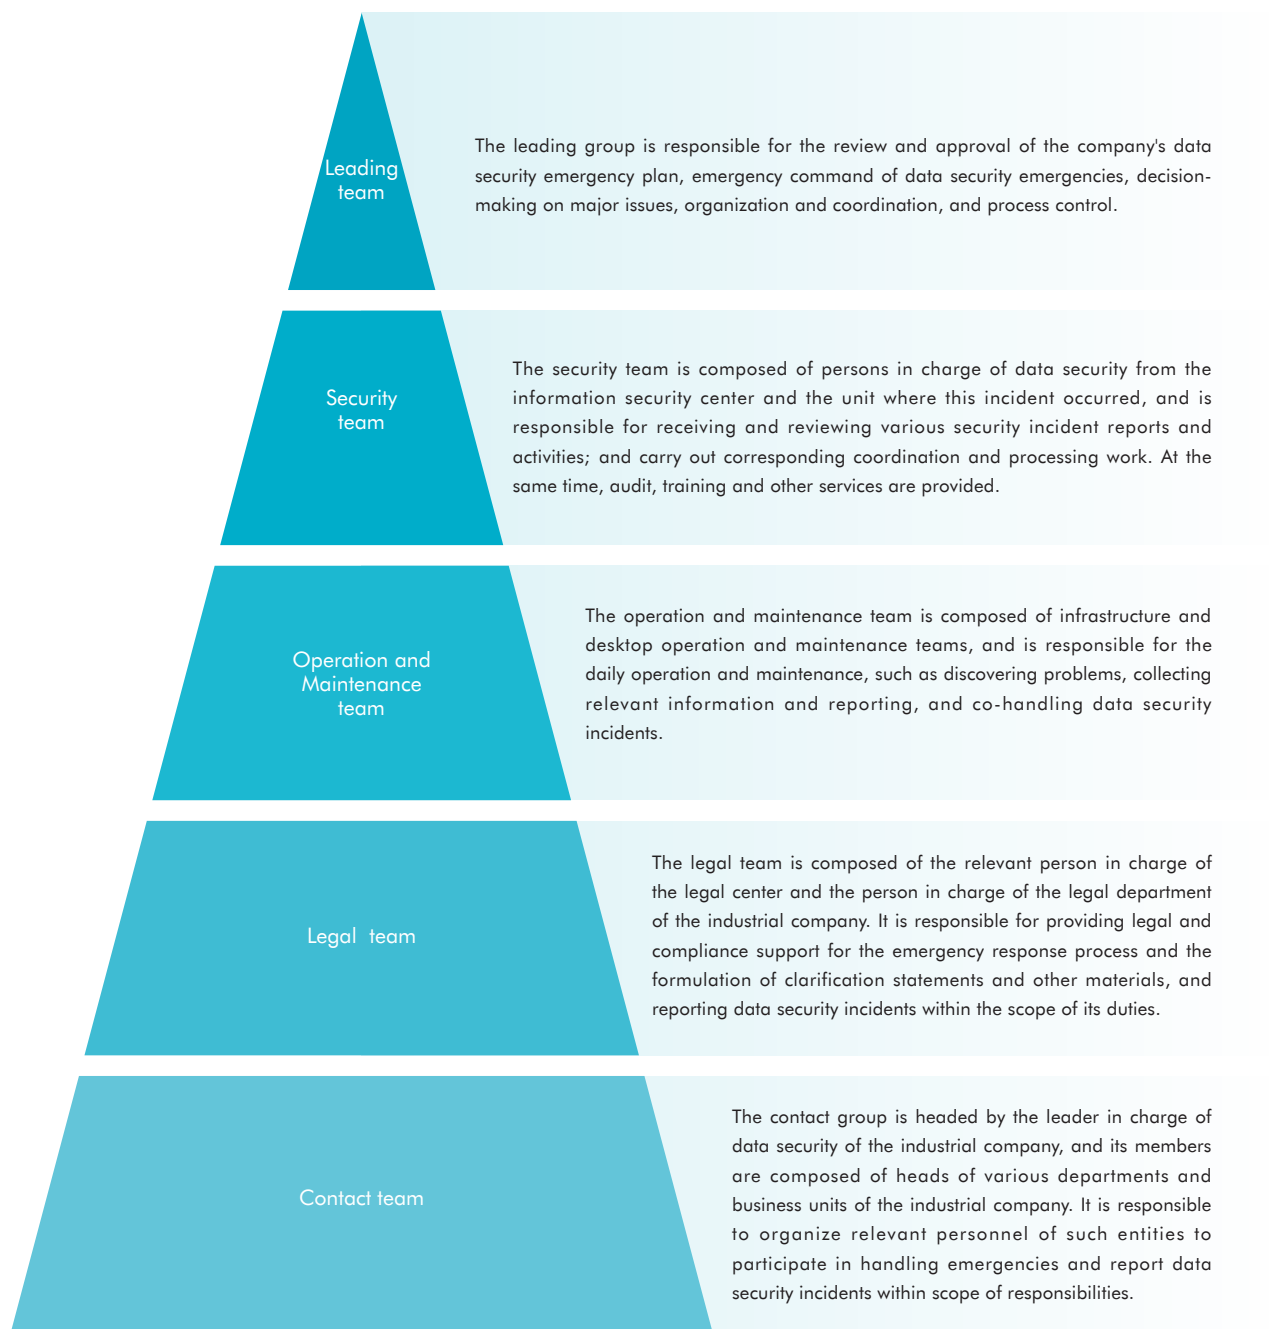 Leading
team
The leading group is responsible for the review and approval of the company's data
security emergency plan, emergency command of data security emergencies, decision-
making on major issues, organization and coordination, and process control.
Security
team
The security team is composed of persons in charge of data security from the
information security center and the unit where this incident occurred, and is
responsible for receiving and reviewing various security incident reports and
activities; and carry out corresponding coordination and processing work. At the
same time, audit, training and other services are provided.
Operation and
Maintenance
team
The operation and maintenance team is composed of infrastructure and
desktop operation and maintenance teams, and is responsible for the
daily operation and maintenance, such as discovering problems, collecting
relevant information and reporting, and co-handling data security
incidents.
Legal team
The legal team is composed of the relevant person in charge of
the legal center and the person in charge of the legal department
of the industrial company. It is responsible for providing legal and
compliance support for the emergency response process and the
formulation of clarification statements and other materials, and
reporting data security incidents within the scope of its duties.
Contact team
The contact group is headed by the leader in charge of
data security of the industrial company, and its members
are composed of heads of various departments and
business units of the industrial company. It is responsible
to organize relevant personnel of such entities to
participate in handling emergencies and report data
security incidents within scope of responsibilities.